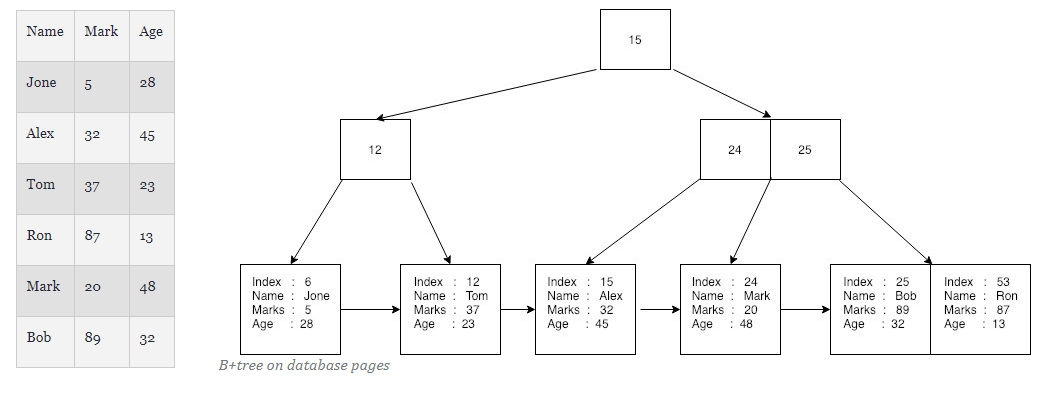 Name Mark Age
Jone 5 28
Alex 32 45
Tom 37 23
Ron 87 13
Mark 20 48
Bob 89 32
15
12
24 25
Index : 6
Name : Jone
Marks : 5
Age : 28
Index : 12
Name : Tom
Marks : 37
Age : 23
Index : 15
Name : Alex
Marks : 32
Age : 45
Index : 24
Name : Mark
Marks : 20
Age : 48
Index : 25
Name : Bob
Marks : 89
Age : 32
Index : 53
Name : Ron
Marks : 87
Age : 13
B+tree on database pages